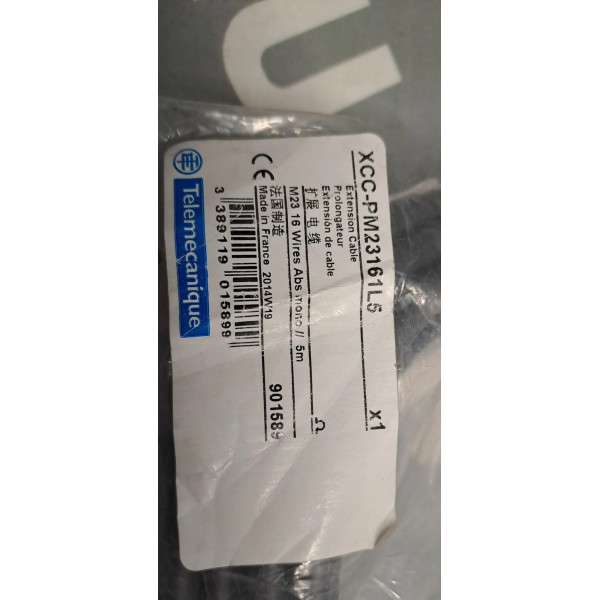 XCC-PM23161L5 x1
Extension Cable
Prolongateur
Extensión de cable
扩展 电缆
M23 16 Wires Abs mono // 5m
法国制造
Made in France 2014W19
901589
CE
3 389119 015899
Telemecanique